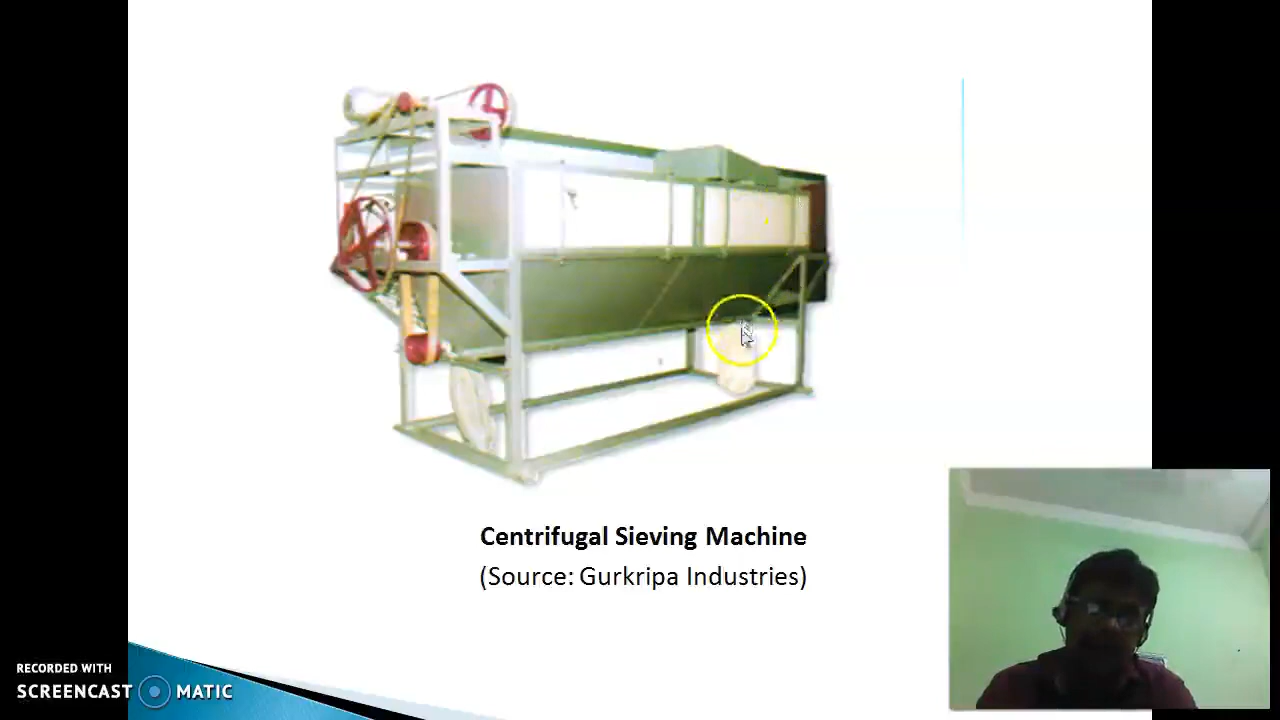 Centrifugal Sieving Machine
(Source: Gurkripa Industries)
RECORDED WITH
SCREENCAST MATIC